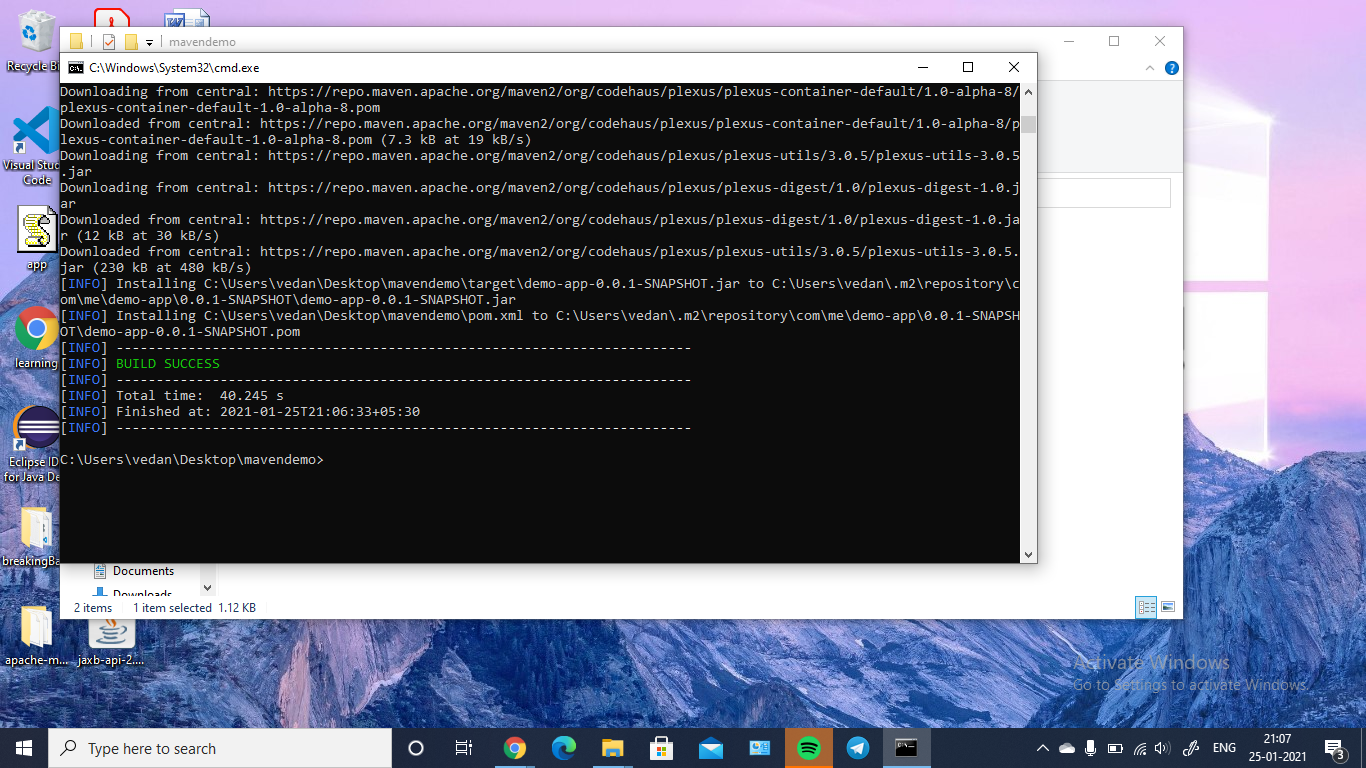 mavendemo
C:\Windows\System32\cmd.exe
Downloading from central: https://repo.maven.apache.org/maven2/org/codehaus/plexus/plexus-container-default/1.0-alpha-8/
plexus-container-default-1.0-alpha-8.pom
Downloaded from central: https://repo.maven.apache.org/maven2/org/codehaus/plexus/plexus-container-default/1.0-alpha-8/p
lexus-container-default-1.0-alpha-8.pom (7.3 kB at 19 kB/s)
Downloading from central: https://repo.maven.apache.org/maven2/org/codehaus/plexus/plexus-utils/3.0.5/plexus-utils-3.0.5
.jar
Downloading from central: https://repo.maven.apache.org/maven2/org/codehaus/plexus/plexus-digest/1.0/plexus-digest-1.0.j
ar
Downloaded from central: https://repo.maven.apache.org/maven2/org/codehaus/plexus/plexus-digest/1.0/plexus-digest-1.0.ja
r (12 kB at 30 kB/s)
Downloaded from central: https://repo.maven.apache.org/maven2/org/codehaus/plexus/plexus-utils/3.0.5/plexus-utils-3.0.5.
jar (230 kB at 480 kB/s)
[INFO] Installing C:\Users\vedan\Desktop\mavendemo\target\demo-app-0.0.1-SNAPSHOT.jar to C:\Users\vedan\.m2\repository\c
om\me\demo-app\0.0.1-SNAPSHOT\demo-app-0.0.1-SNAPSHOT.jar
[INFO] Installing C:\Users\vedan\Desktop\mavendemo\pom.xml to C:\Users\vedan\.m2\repository\com\me\demo-app\0.0.1-SNAPSH
OT\demo-app-0.0.1-SNAPSHOT.pom
[INFO] ------------------------------------------------------------------------
[INFO] BUILD SUCCESS
[INFO] ------------------------------------------------------------------------
[INFO] Total time:  40.245 s
[INFO] Finished at: 2021-01-25T21:06:33+05:30
[INFO] ------------------------------------------------------------------------
C:\Users\vedan\Desktop\mavendemo>
Documents
Downloads
2 items 1 item selected 1.12 KB
Recycle Bi
Visual Stud
Code
app
learning
Eclipse ID
for Java De
breakingBa
apache-m...
jaxb-api-2....
Activate Windows
Go to Settings to activate Windows.
Type here to search
ENG
21:07
25-01-2021
3